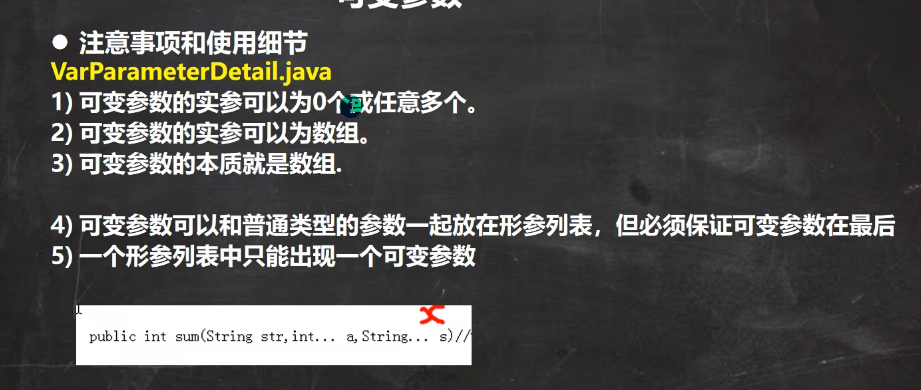 可变参数
● 注意事项和使用细节
VarParameterDetail.java
1) 可变参数的实参可以为0个或任意多个。
2) 可变参数的实参可以为数组。
3) 可变参数的本质就是数组.
4) 可变参数可以和普通类型的参数一起放在形参列表，但必须保证可变参数在最后
5) 一个形参列表中只能出现一个可变参数
public int sum(String str,int... a,String... s)//